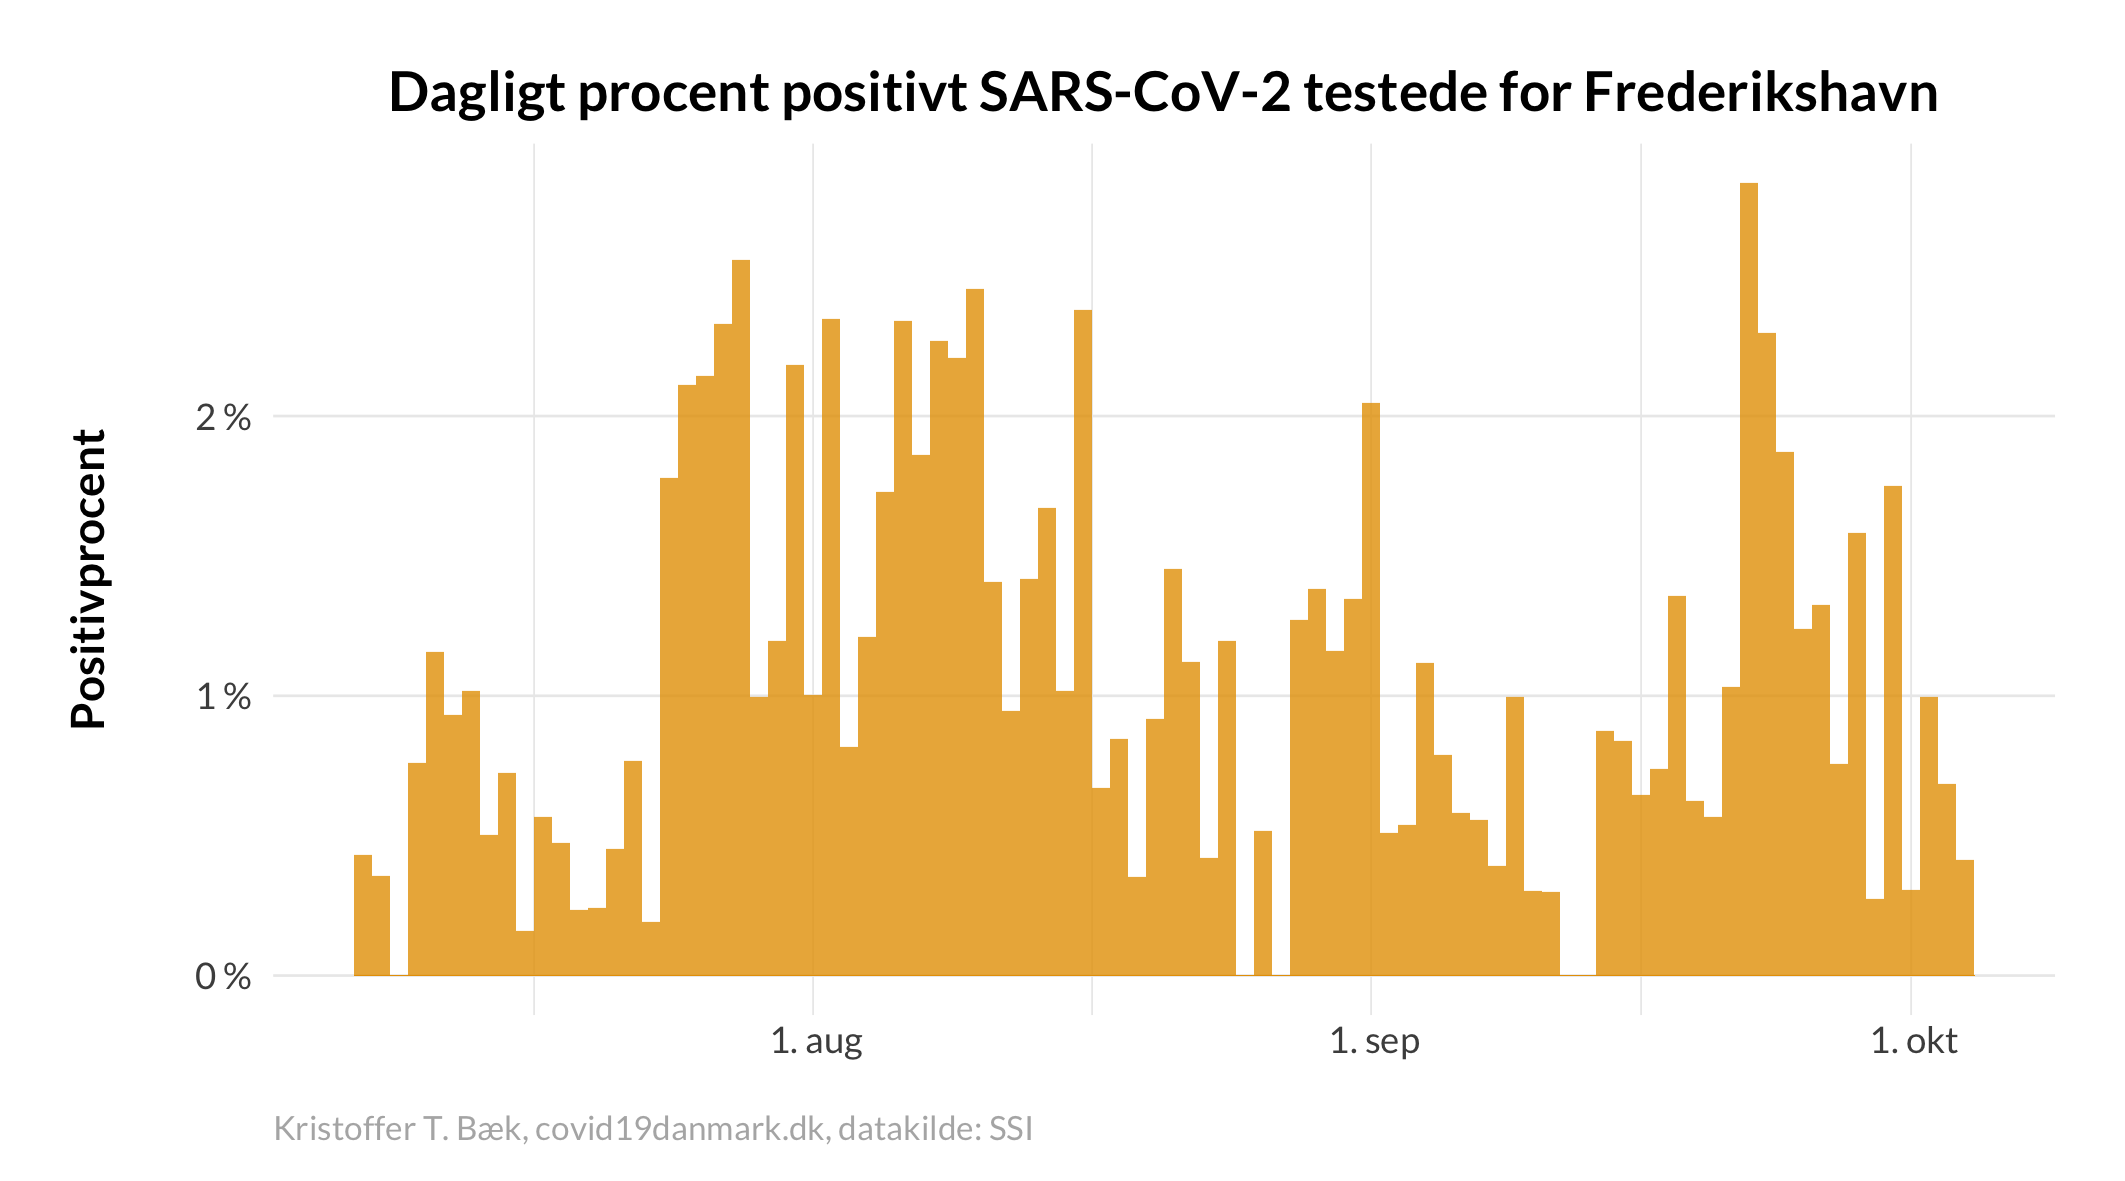 Dagligt procent positivt SARS-CoV-2 testede for Frederikshavn
Positivprocent
2 %
1 %
0 %
1. aug
1. sep
1. okt
Kristoffer T. Bæk, covid19danmark.dk, datakilde: SSI